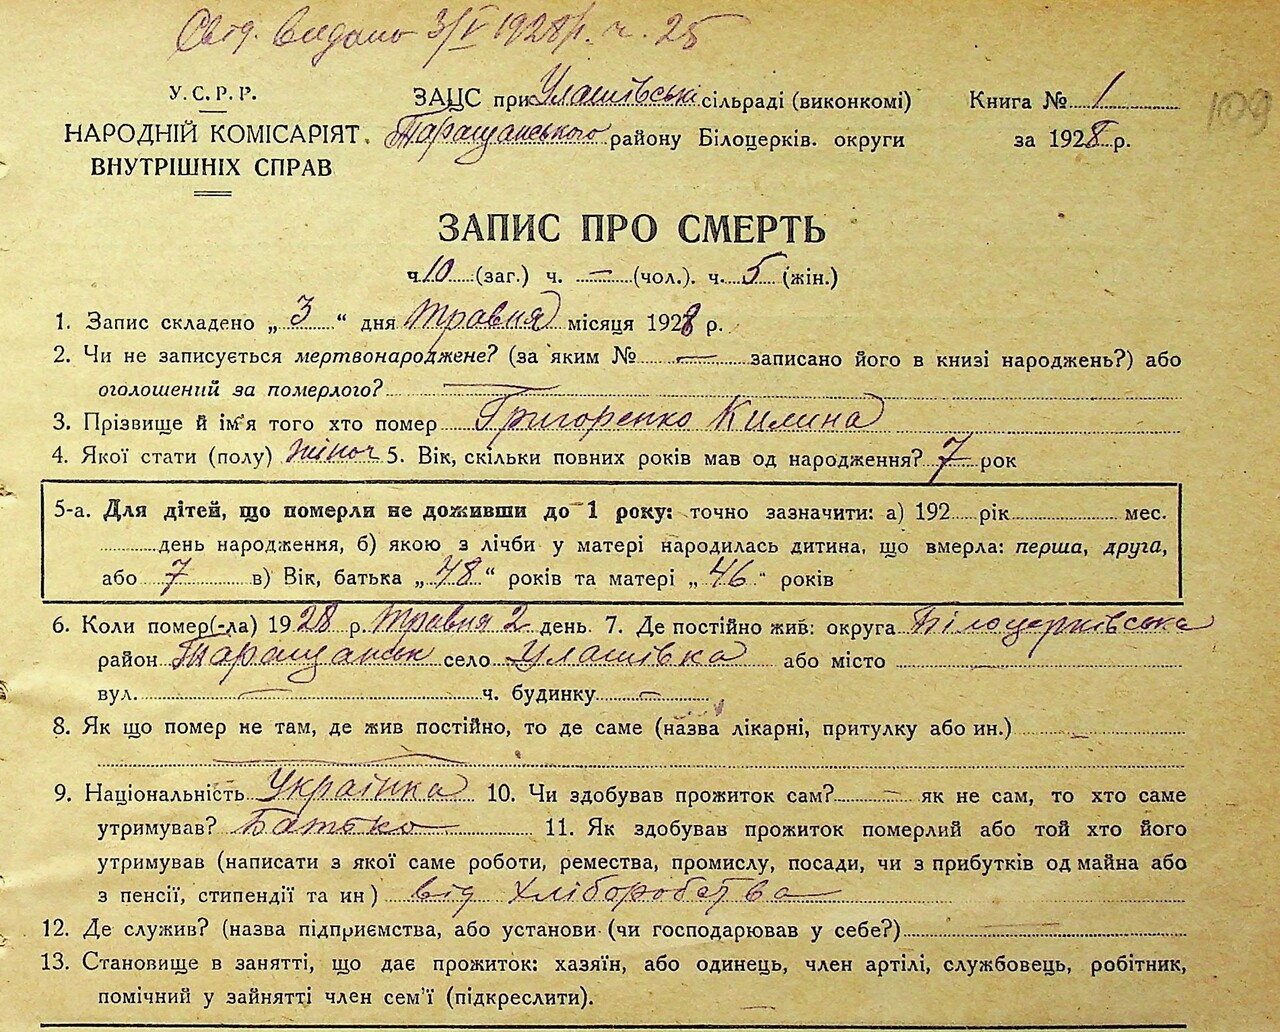 Свід. видано 3/V 1928 р. ч. 25
У.С.Р.Р.
НАРОДНІЙ КОМІСАРІЯТ
ВНУТРІШНІХ СПРАВ
ЗАЦС при Улашівські сільраді (виконкомі)
Таращанського району Білоцерків. округи
Книга № 1
за 1928 р.
109
ЗАПИС ПРО СМЕРТЬ
ч 10 (заг.) ч. — (чол.). ч. 5 (жін.)
1. Запис складено „ 3 “ дня травня місяця 1928 р.
2. Чи не записується мертвонароджене? (за яким № — записано його в книзі народжень?) або
оголошений за померлого? —
3. Прізвище й ім'я того хто помер Григоренко Килина
4. Якої стати (полу) жіноч 5. Вік, скільки повних років мав од народження? 7 рок
5-а. Для дітей, що померли не доживши до 1 року: точно зазначити: а) 192 рік мес.
день народження, б) якою з лічби у матері народилась дитина, що вмерла: перша, друга,
або 7 в) Вік, батька „ 48 “ років та матері „ 46 “ років
6. Коли помер(-ла) 1928 р. травня 2 день. 7. Де постійно жив: округа Білоцерківська
район Таращанськ село Улашівка або місто —
вул. — ч. будинку —
8. Як що помер не там, де жив постійно, то де саме (назва лікарні, притулку або ин.) —
9. Національність Українка 10. Чи здобував прожиток сам? — як не сам, то хто саме
утримував? Батько 11. Як здобував прожиток померлий або той хто його
утримував (написати з якої саме роботи, ремества, промислу, посади, чи з прибутків од майна або
з пенсії, стипендії та ин) від хліборобства
12. Де служив? (назва підприємства, або установи (чи господарював у себе?) —
13. Становище в занятті, що дає прожиток: хазяїн, або одинець, член артілі, службовець, робітник,
помічний у зайнятті член сем'ї (підкреслити). —